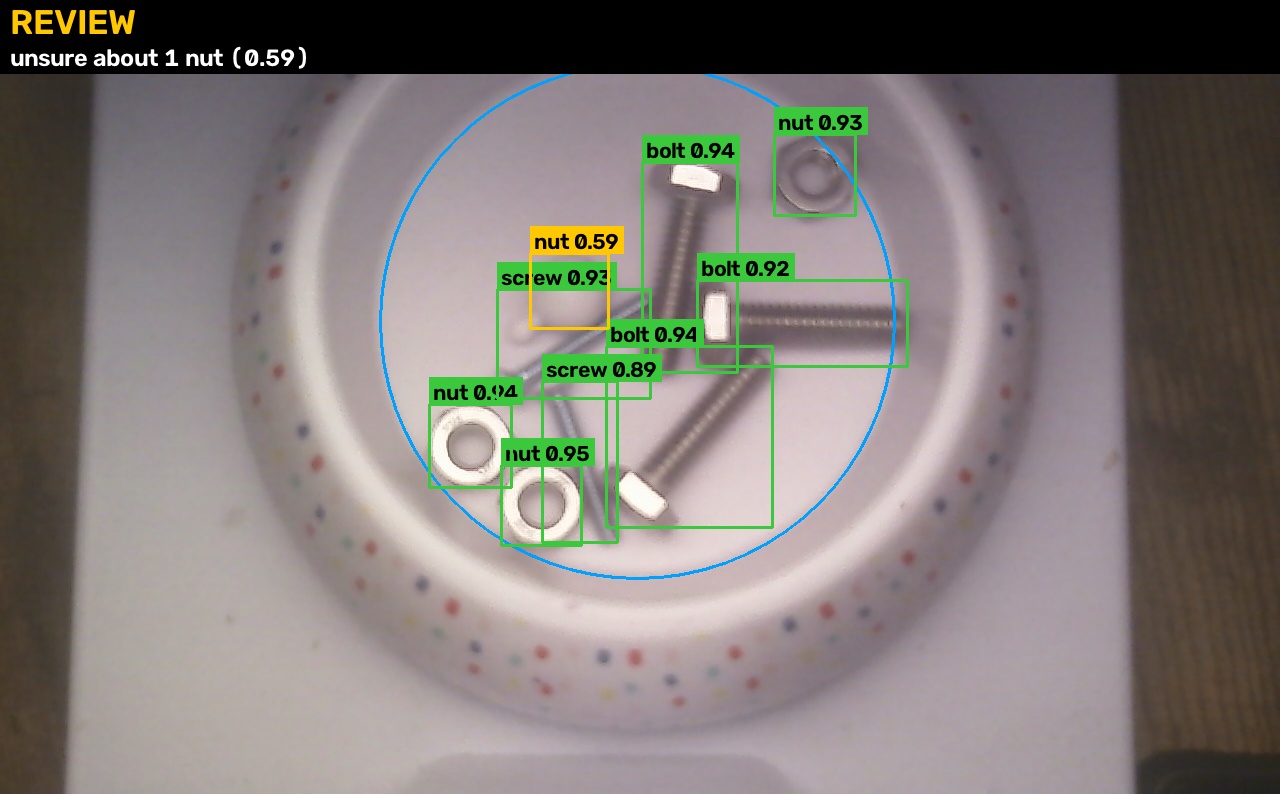 REVIEW
unsure about 1 nut (0.59)
nut 0.93
bolt 0.94
nut 0.59
bolt 0.92
screw 0.93
bolt 0.94
screw 0.89
nut 0.94
nut 0.95